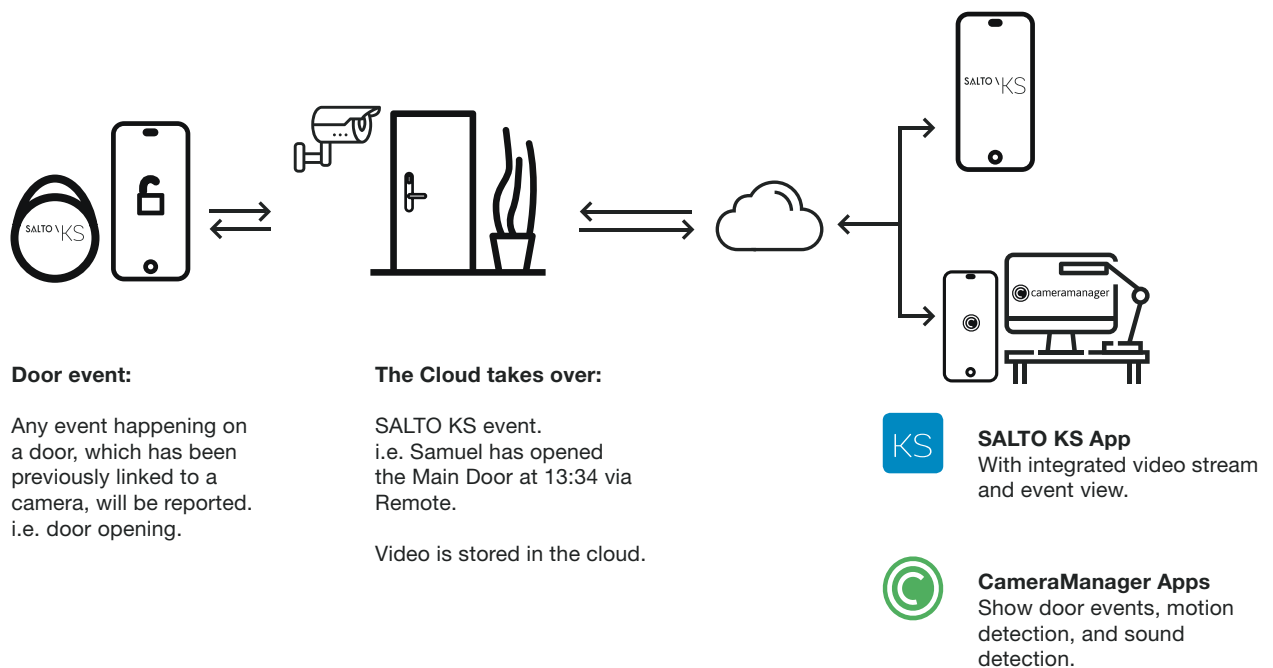 SALTO KS
SALTO KS
cameramanager
Door event:
Any event happening on
a door, which has been
previously linked to a
camera, will be reported.
i.e. door opening.
The Cloud takes over:
SALTO KS event.
i.e. Samuel has opened
the Main Door at 13:34 via
Remote.
Video is stored in the cloud.
KS
SALTO KS App
With integrated video stream
and event view.
CameraManager Apps
Show door events, motion
detection, and sound
detection.